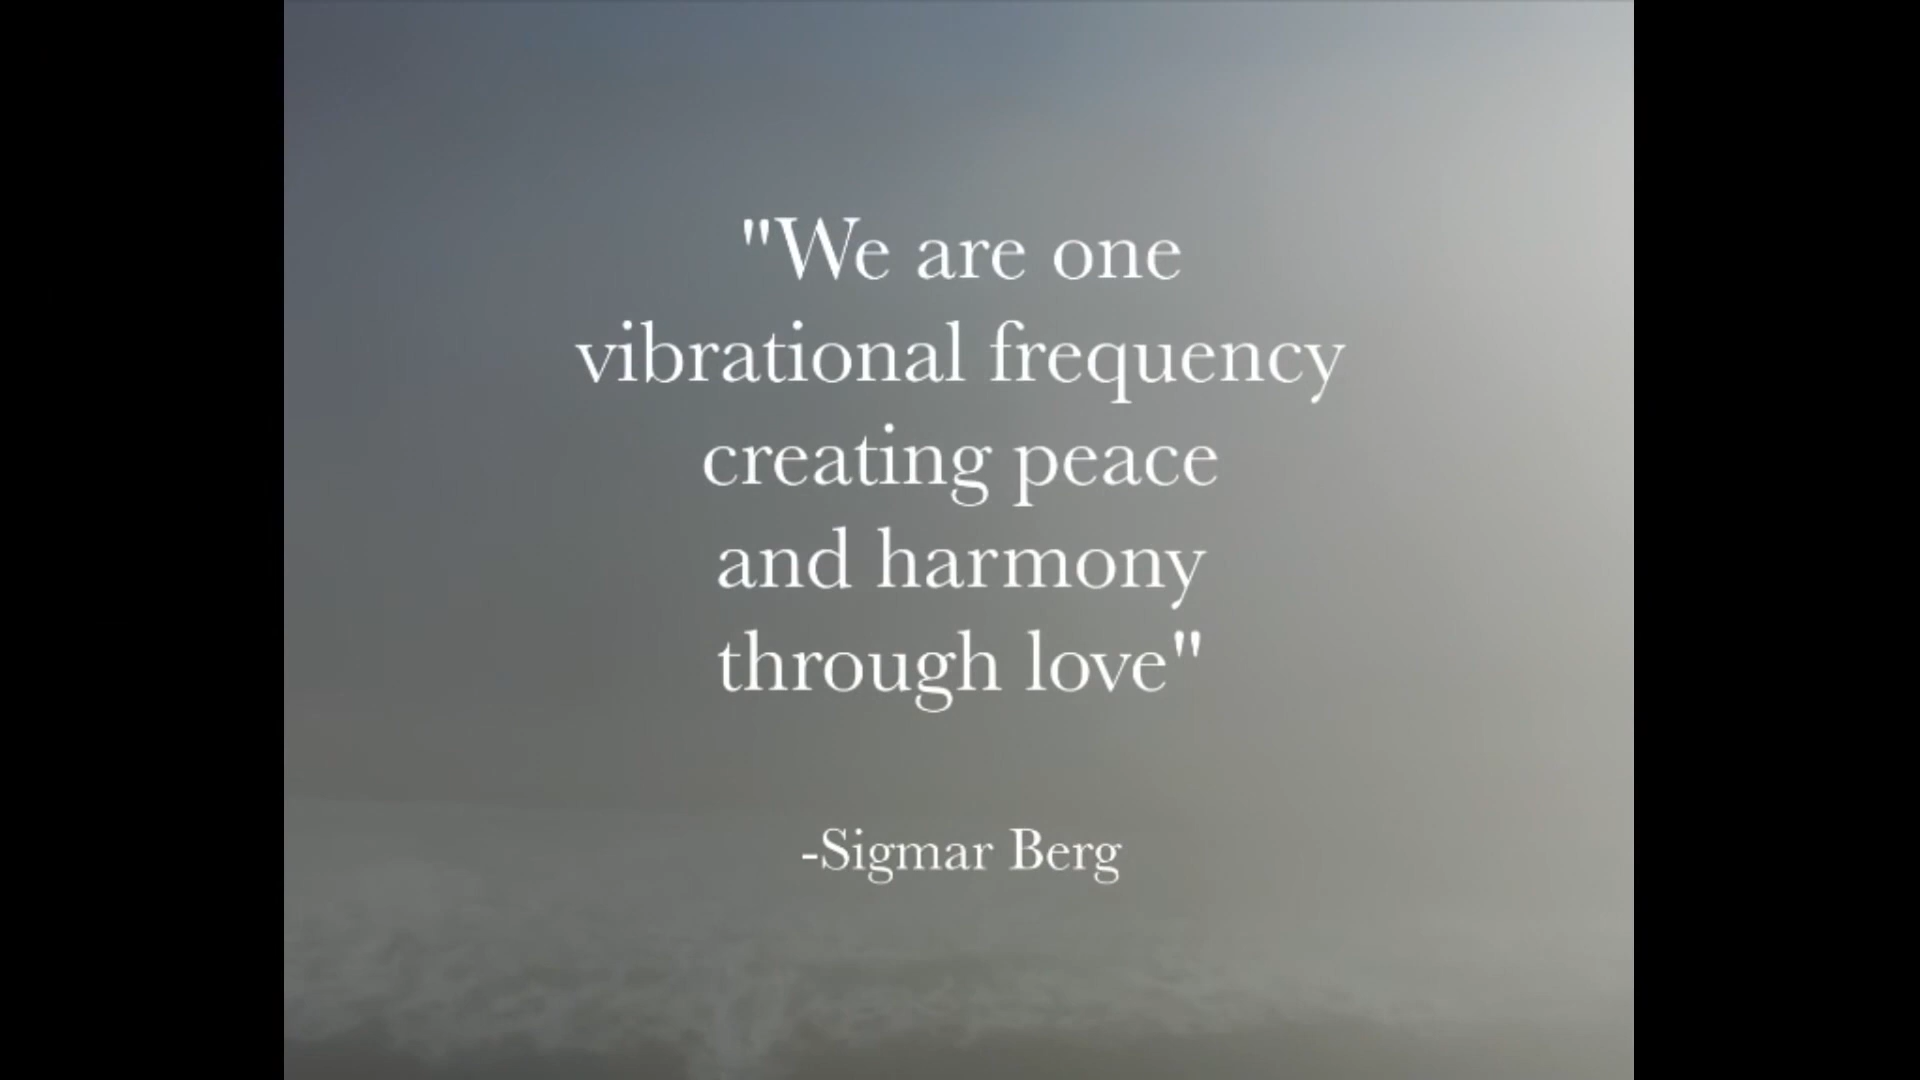 "We are one
vibrational frequency
creating peace
and harmony
through love"
-Sigmar Berg